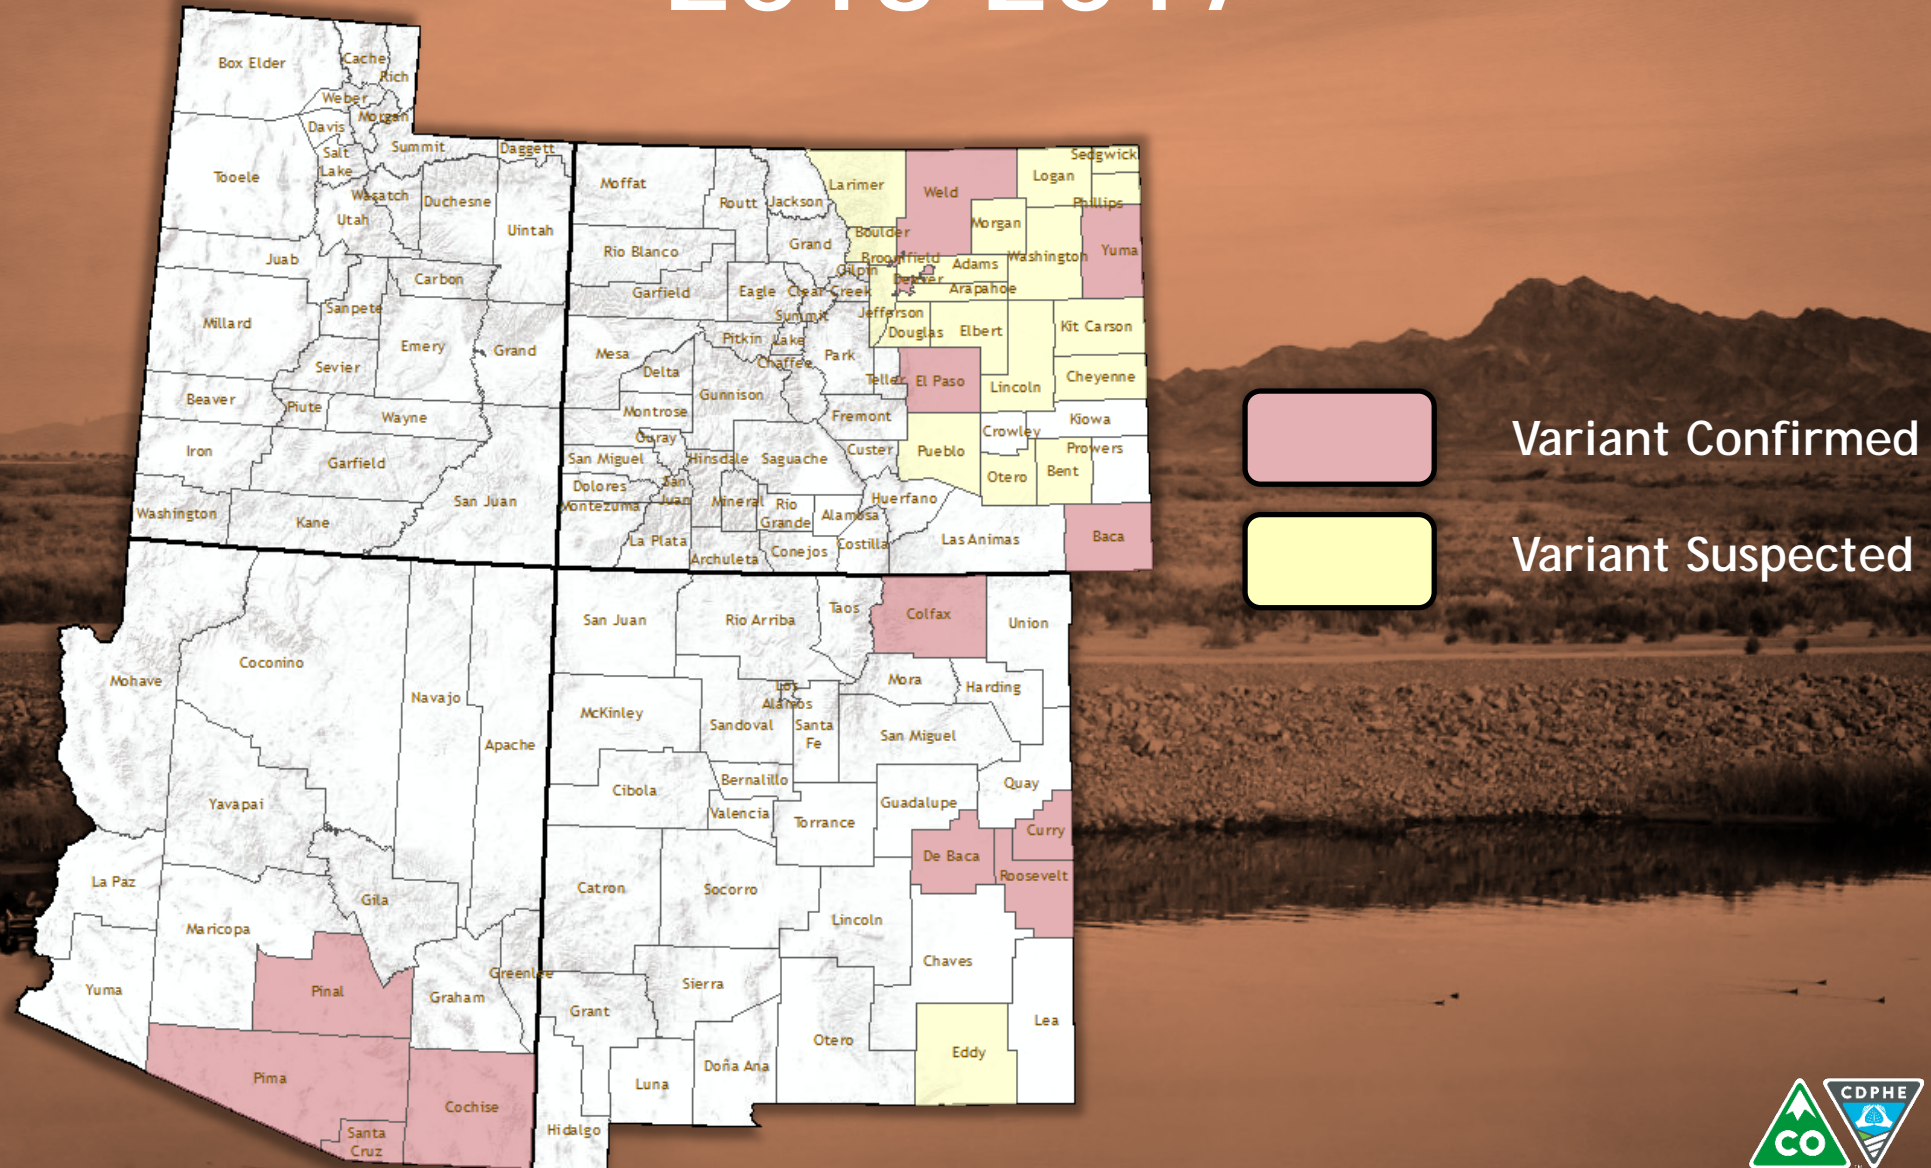 Box Elder
Cache
Rich
Weber
Morgan
Davis
Salt
Lake
Summit
Daggett
Tooele
Wasatch
Utah
Duchesne
Uintah
Juab
Carbon
Sanpete
Millard
Emery
Grand
Sevier
Beaver
Piute
Wayne
Iron
Garfield
San Juan
Washington
Kane
Moffat
Routt
Jackson
Larimer
Weld
Logan
Sedgwick
Phillips
Morgan
Boulder
Grand
Rio Blanco
Broomfield
Gilpin
Adams
Washington
Yuma
Denver
Arapahoe
Garfield
Eagle
Clear Creek
Summit
Jefferson
Douglas
Elbert
Kit Carson
Mesa
Pitkin
Lake
Park
Chaffee
Delta
Teller
El Paso
Lincoln
Cheyenne
Gunnison
Montrose
Fremont
Kiowa
Crowley
Ouray
Custer
Pueblo
Prowers
San Miguel
Hinsdale
Saguache
Otero
Bent
Dolores
San
Juan
Mineral
Rio
Grande
Alamosa
Huerfano
Montezuma
La Plata
Archuleta
Conejos
Costilla
Las Animas
Baca
Variant Confirmed
Variant Suspected
Mohave
Coconino
Navajo
Apache
Yavapai
La Paz
Gila
Maricopa
Greenlee
Yuma
Pinal
Graham
Pima
Cochise
Santa
Cruz
San Juan
Rio Arriba
Taos
Colfax
Union
Mora
Harding
Los
Alamos
McKinley
Sandoval
Santa
Fe
San Miguel
Bernalillo
Cibola
Quay
Valencia
Guadalupe
Torrance
Curry
De Baca
Roosevelt
Catron
Socorro
Lincoln
Chaves
Sierra
Grant
Lea
Otero
Eddy
Luna
Doña Ana
Hidalgo
CO
CDPHE